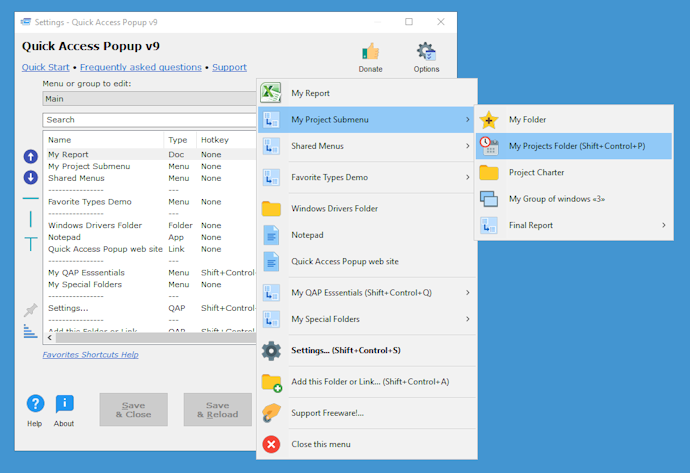 Settings - Quick Access Popup v9
Quick Access Popup v9
Quick Start • Frequently asked questions • Support
Donate
Options
Menu or group to edit:
Main
Search
Name Type Hotkey
My Report Doc None
My Project Submenu Menu None
Shared Menus Menu None
---------------- ---
Favorite Types Demo Menu None
---------------- ---
Windows Drivers Folder Folder None
Notepad App None
Quick Access Popup web site Link None
---------------- ---
My QAP Esssentials Menu Shift+Control+
My Special Folders Menu None
---------------- ---
Settings... QAP Shift+Control+
---------------- ---
Add this Folder or Link... QAP Shift+Control+
Favorites Shortcuts Help
Help
About
Save
& Close
Save
& Reload
My Report
My Project Submenu
Shared Menus
Favorite Types Demo
Windows Drivers Folder
Notepad
Quick Access Popup web site
My QAP Esssentials (Shift+Control+Q)
My Special Folders
Settings... (Shift+Control+S)
Add this Folder or Link... (Shift+Control+A)
Support Freeware!...
Close this menu
My Folder
My Projects Folder (Shift+Control+P)
Project Charter
My Group of windows «3»
Final Report